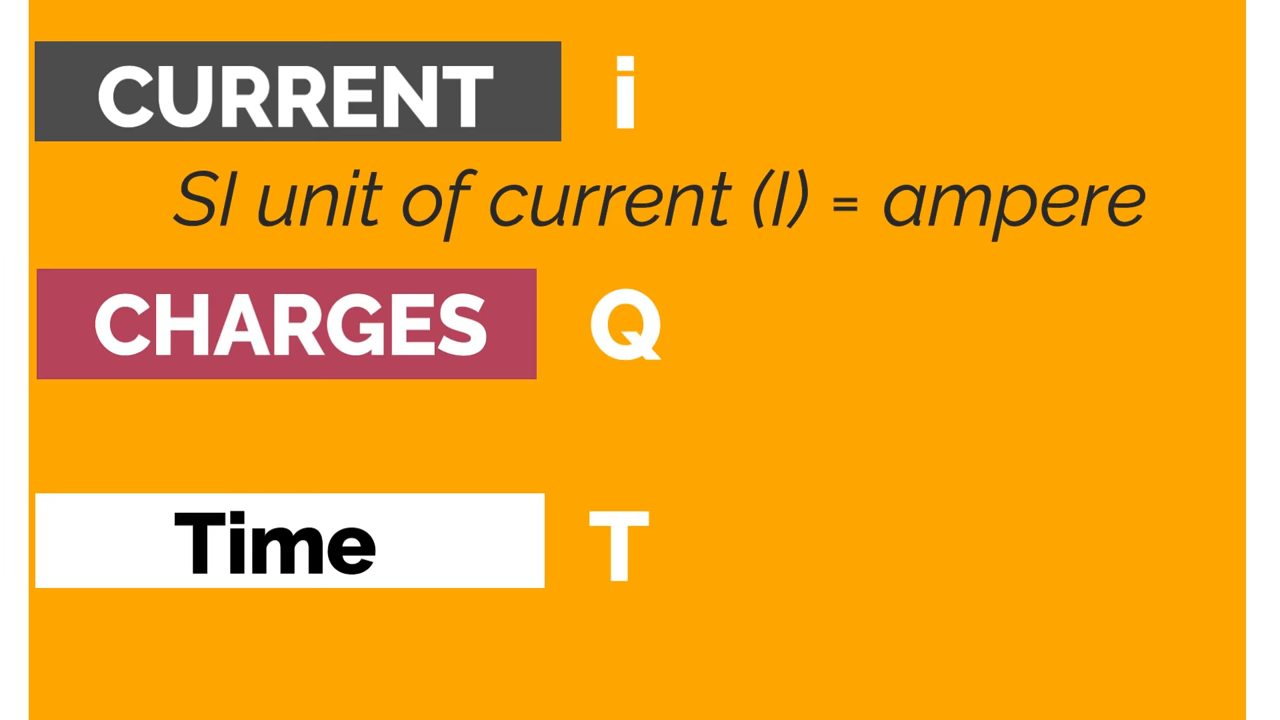 CURRENT i
SI unit of current (I) = ampere
CHARGES Q
Time T